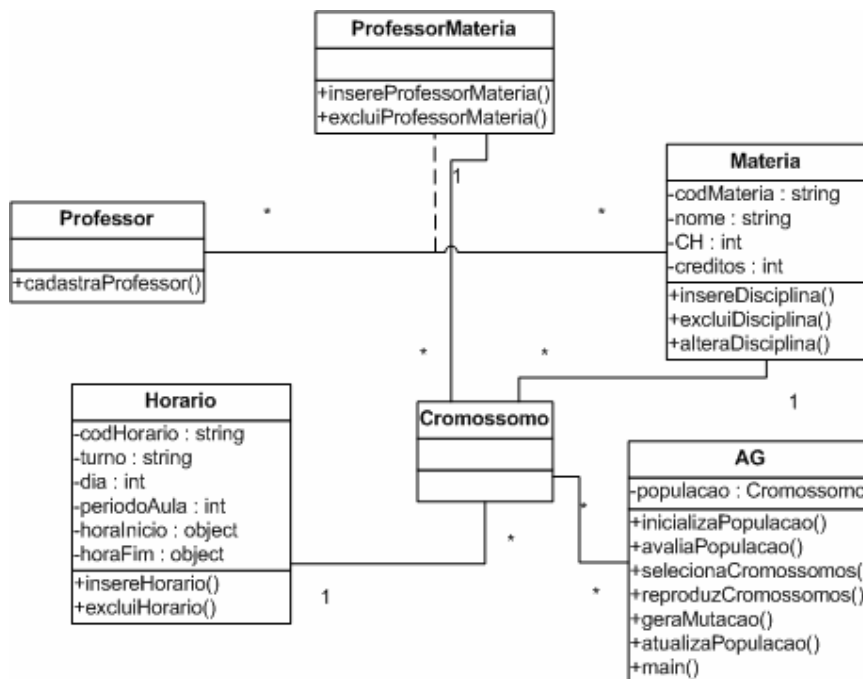 ProfessorMateria
+insereProfessorMateria()
+excluiProfessorMateria()
1
Materia
-codMateria : string
-nome : string
-CH : int
-creditos : int
+insereDisciplina()
+excluiDisciplina()
+alteraDisciplina()
Professor
+cadastraProfessor()
*
*
*
*
1
Horario
-codHorario : string
-turno : string
-dia : int
-periodoAula : int
-horaInicio : object
-horaFim : object
+insereHorario()
+excluiHorario()
Cromossomo
*
1
*
*
AG
-populacao : Cromossomo
+inicializaPopulacao()
+avaliaPopulacao()
+selecionaCromossomos()
+reproduzCromossomos()
+geraMutacao()
+atualizaPopulacao()
+main()